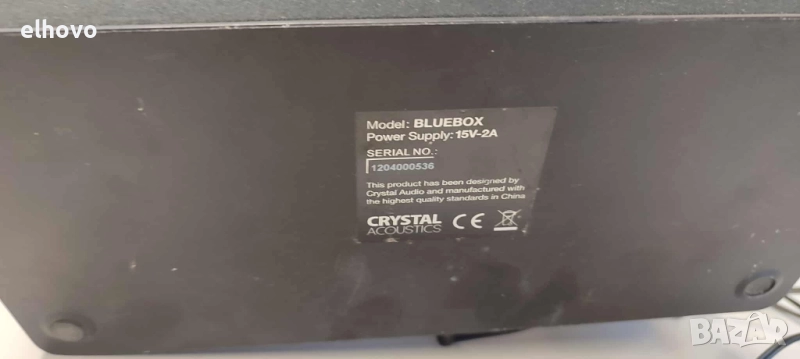 elhovo
Model: BLUEBOX
Power Supply: 15V-2A
SERIAL NO.:
1204000536
This product has been designed by
Crystal Audio and manufactured with
the highest quality standards in China
CRYSTAL
ACOUSTICS
CE
BAZAR